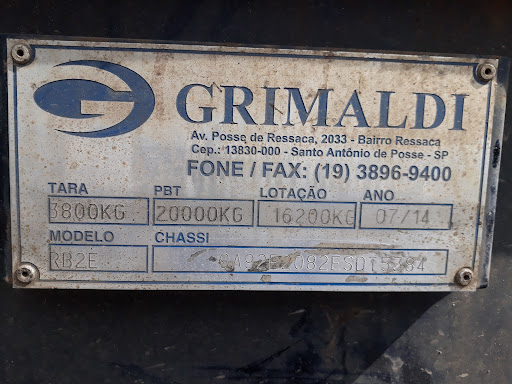 GRIMALDI
Av. Posse de Ressaca, 2033 - Bairro Ressaca
Cep.: 13830-000 - Santo Antônio de Posse - SP
FONE / FAX: (19) 3896-9400
TARA PBT LOTAÇÃO ANO
3800KG 20000KG 16200KG 07/14
MODELO CHASSI
RB2E